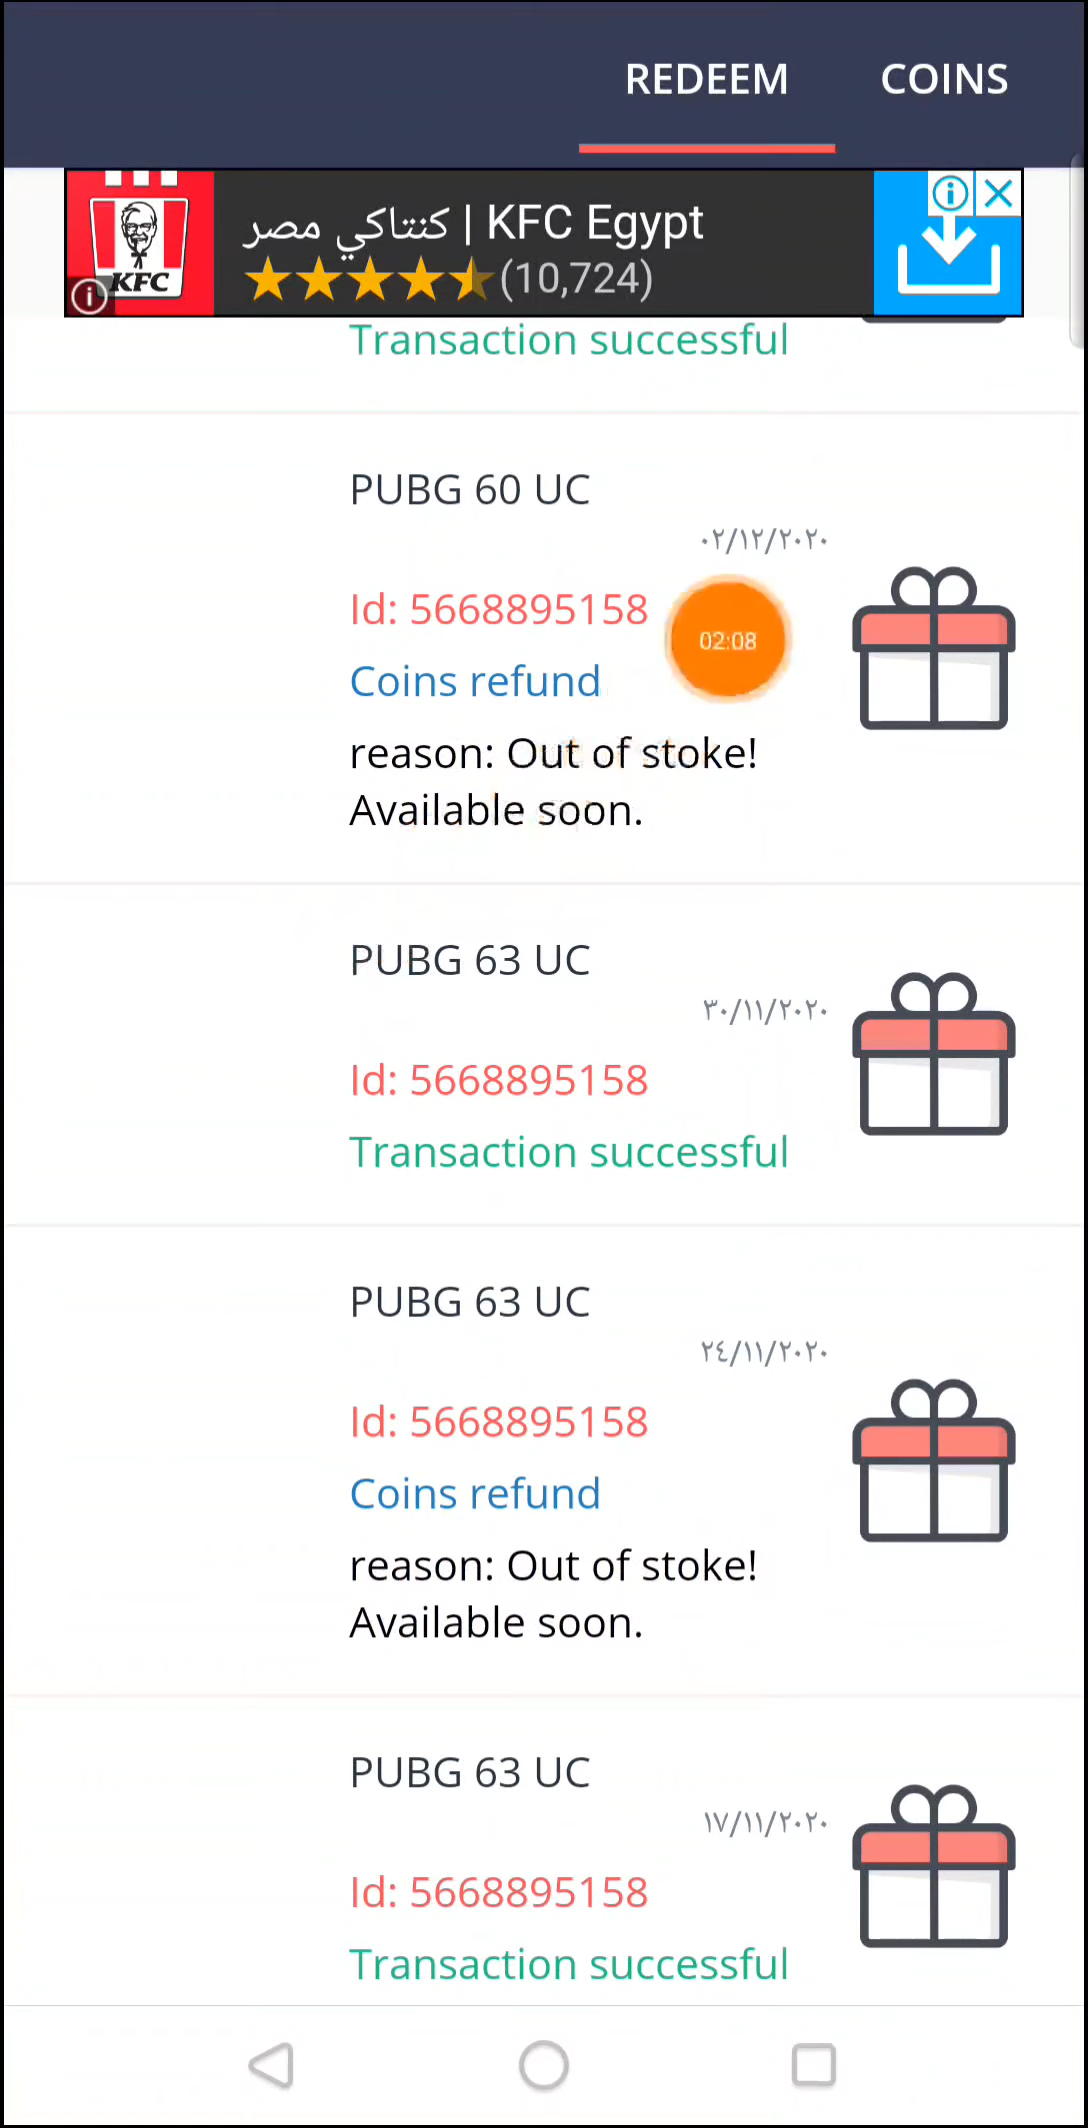 REDEEM COINS
KFC
كنتاكي مصر | KFC Egypt
(10,724)
Transaction successful
PUBG 60 UC
٠٢/١٢/٢٠٢٠
Id: 5668895158
02:08
Coins refund
reason: Out of stoke!
Available soon.
PUBG 63 UC
٣٠/١١/٢٠٢٠
Id: 5668895158
Transaction successful
PUBG 63 UC
٢٤/١١/٢٠٢٠
Id: 5668895158
Coins refund
reason: Out of stoke!
Available soon.
PUBG 63 UC
١٧/١١/٢٠٢٠
Id: 5668895158
Transaction successful